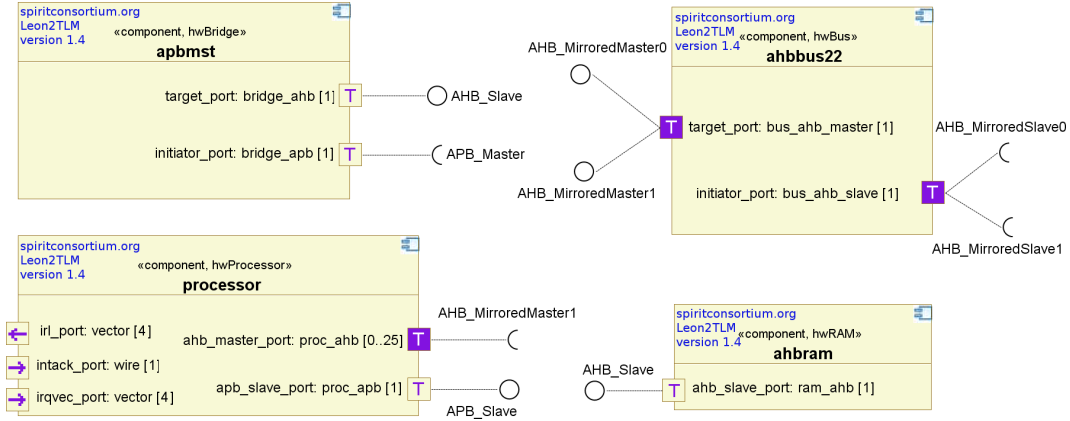 spiritconsortium.org
Leon2TLM
version 1.4
«component, hwBridge»
apbmst
target_port: bridge_ahb [1]
T
AHB_Slave
initiator_port: bridge_apb [1]
T
APB_Master
spiritconsortium.org
Leon2TLM
version 1.4
«component, hwBus»
ahbbus22
AHB_MirroredMaster0
T
target_port: bus_ahb_master [1]
AHB_MirroredMaster1
initiator_port: bus_ahb_slave [1]
T
AHB_MirroredSlave0
AHB_MirroredSlave1
spiritconsortium.org
Leon2TLM
version 1.4
«component, hwProcessor»
processor
irl_port: vector [4]
intack_port: wire [1]
irqvec_port: vector [4]
ahb_master_port: proc_ahb [0..25]
T
AHB_MirroredMaster1
apb_slave_port: proc_apb [1]
T
APB_Slave
spiritconsortium.org
Leon2TLM
version 1.4
«component, hwRAM»
ahbram
AHB_Slave
T
ahb_slave_port: ram_ahb [1]